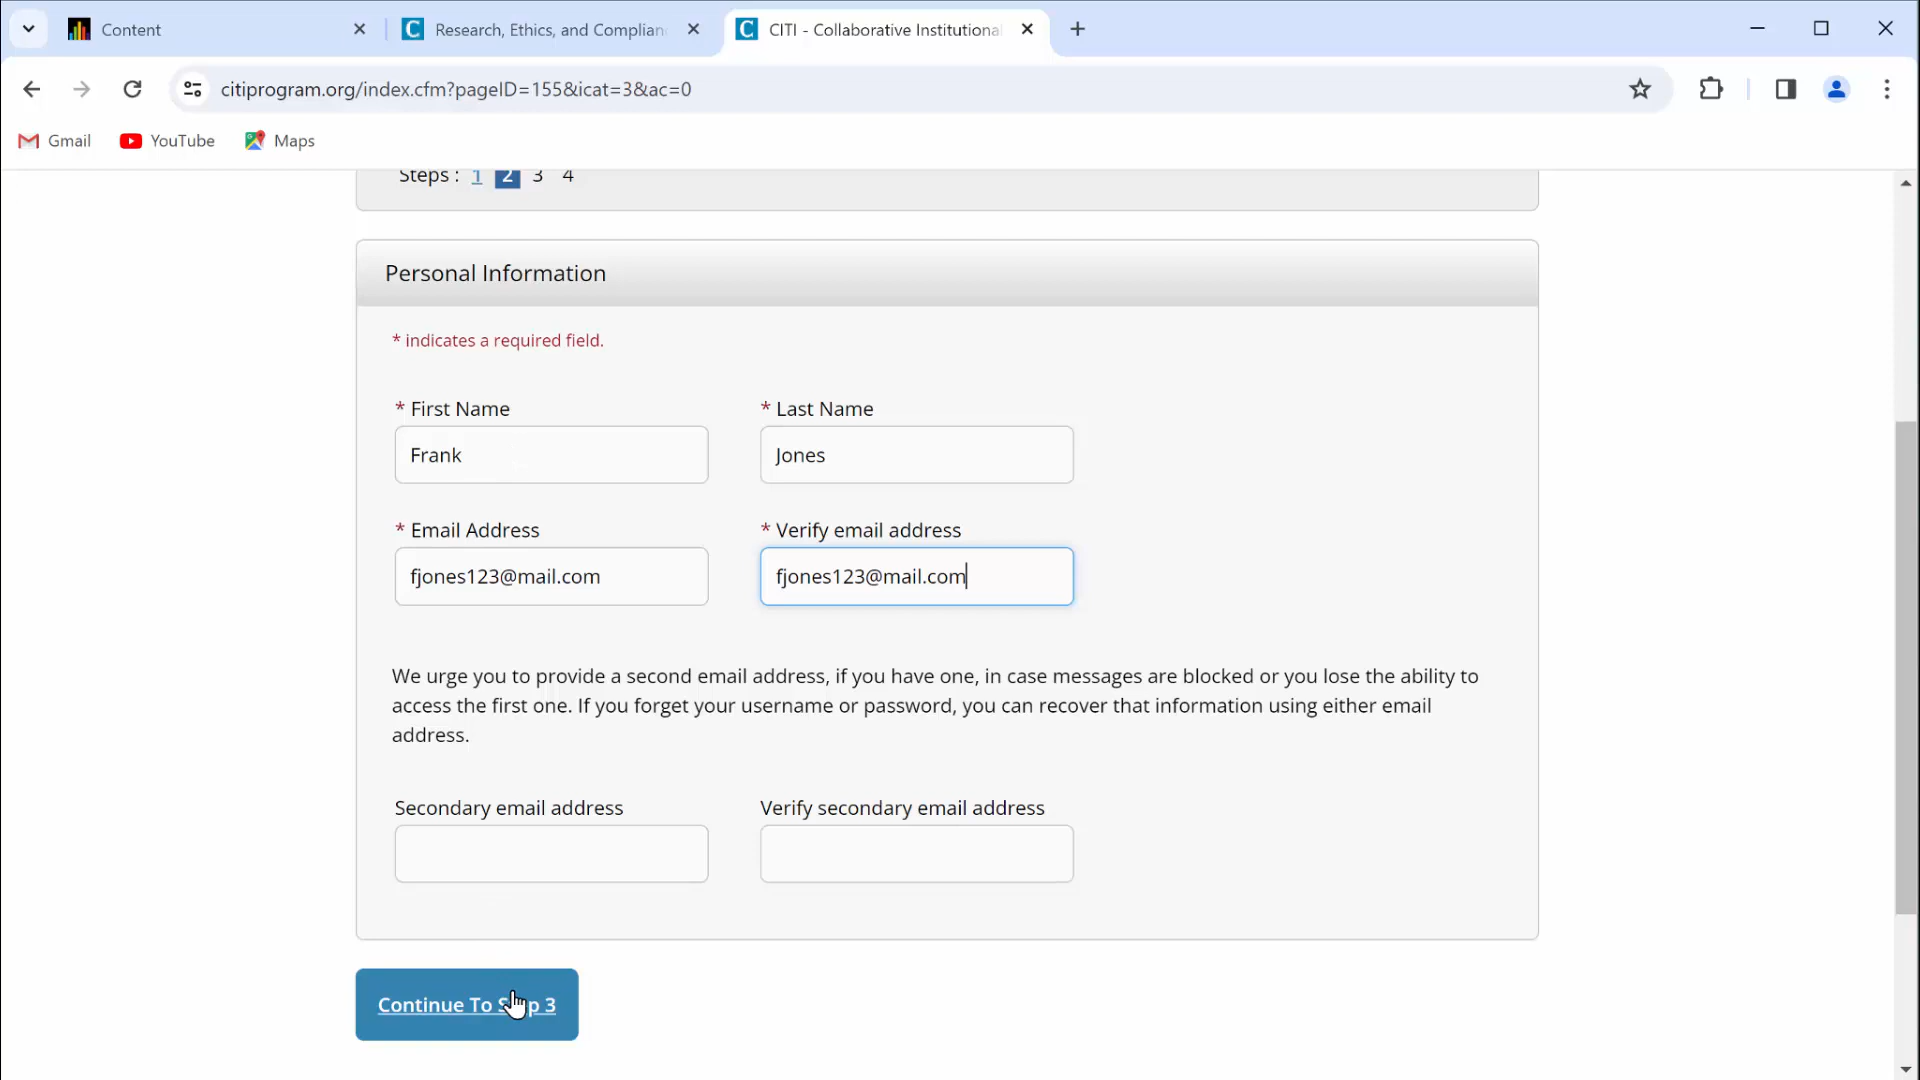 Content
Research, Ethics, and Complian
CITI - Collaborative Institutiona
citiprogram.org/index.cfm?pageID=155&icat=3&ac=0
Gmail YouTube Maps
Steps : 1 2 3 4
Personal Information
* indicates a required field.
* First Name * Last Name
Frank Jones
* Email Address * Verify email address
fjones123@mail.com fjones123@mail.com
We urge you to provide a second email address, if you have one, in case messages are blocked or you lose the ability to
access the first one. If you forget your username or password, you can recover that information using either email
address.
Secondary email address Verify secondary email address
Continue To Step 3